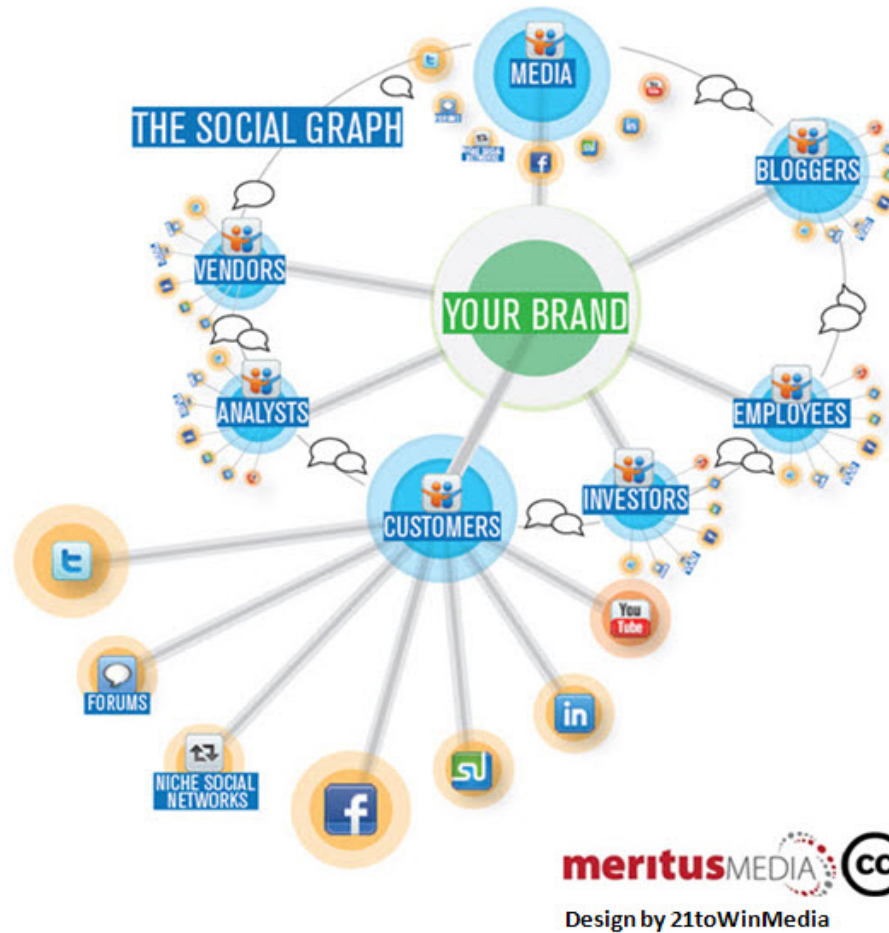 MEDIA
THE SOCIAL GRAPH
BLOGGERS
VENDORS
YOUR BRAND
ANALYSTS
EMPLOYEES
INVESTORS
CUSTOMERS
You
Tube
FORUMS
in
NICHE SOCIAL
NETWORKS
f
meritusMEDIA
cc
Design by 21toWinMedia